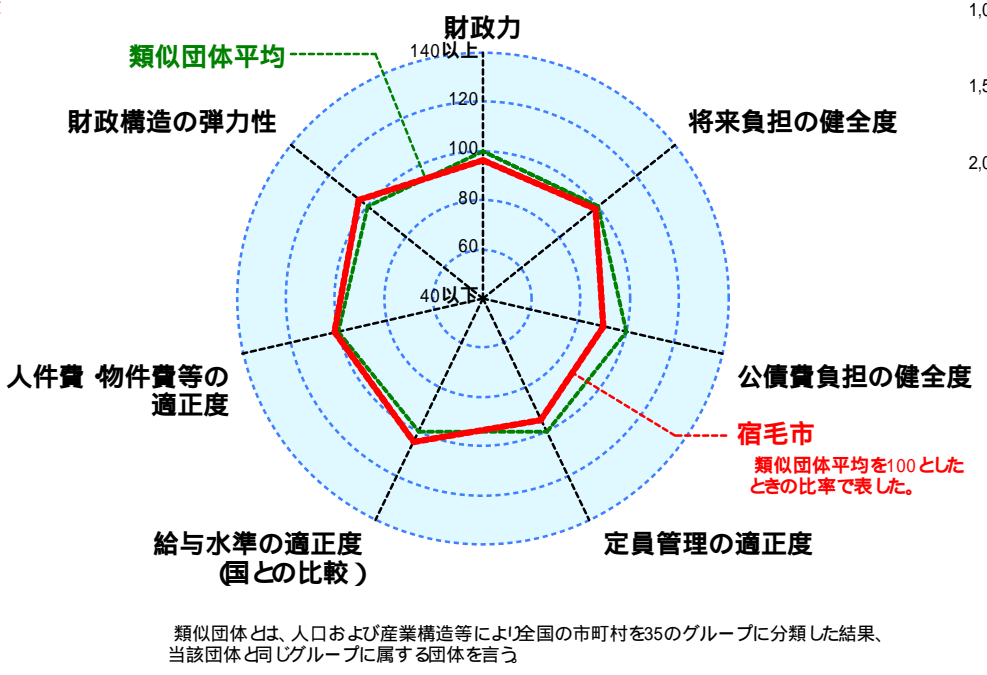 財政力
類似団体平均
140以上
120
100
80
60
40以下
財政構造の弾力性
将来負担の健全度
人件費・物件費等の
適正度
公債費負担の健全度
宿毛市
類似団体平均を100とした
ときの比率で表した。
給与水準の適正度
(国との比較)
定員管理の適正度
類似団体とは、人口および産業構造等により全国の市町村を35のグループに分類した結果、
当該団体と同じグループに属する団体を言う
1,0
1,5
2,0